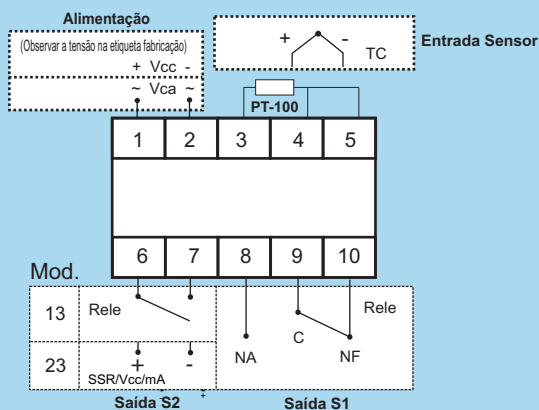 Alimentação
(Observar a tensão na etiqueta fabricação)
+ Vcc -
~ Vca ~
+ - TC
Entrada Sensor
PT-100
1 2 3 4 5
6 7 8 9 10
Mod.
13 Rele
Rele
C
NA NF
23 + -
SSR/Vcc/mA
Saída S2 Saída S1